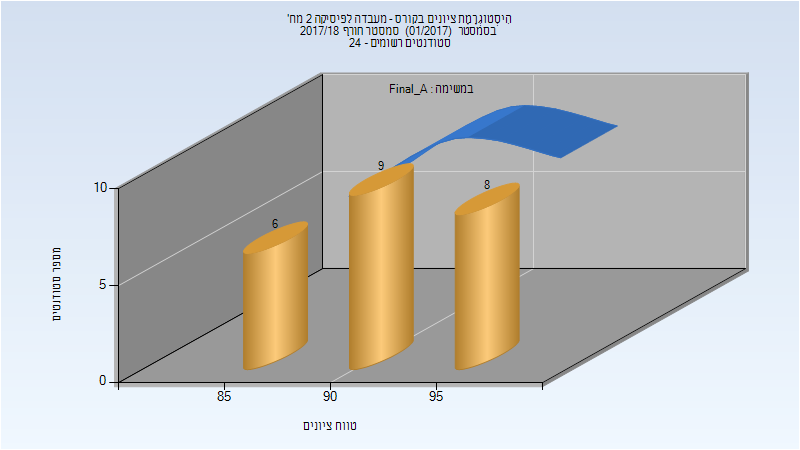 היסטוגרמת ציונים בקורס - מעבדה לפיסיקה 2 מח'
בסמסטר (01/2017) סמסטר חורף 2017/18
סטודנטים רשומים - 24
במשימה : Final_A
9
8
6
10
5
0
מספר סטודנטים
85
90
95
טווח ציונים